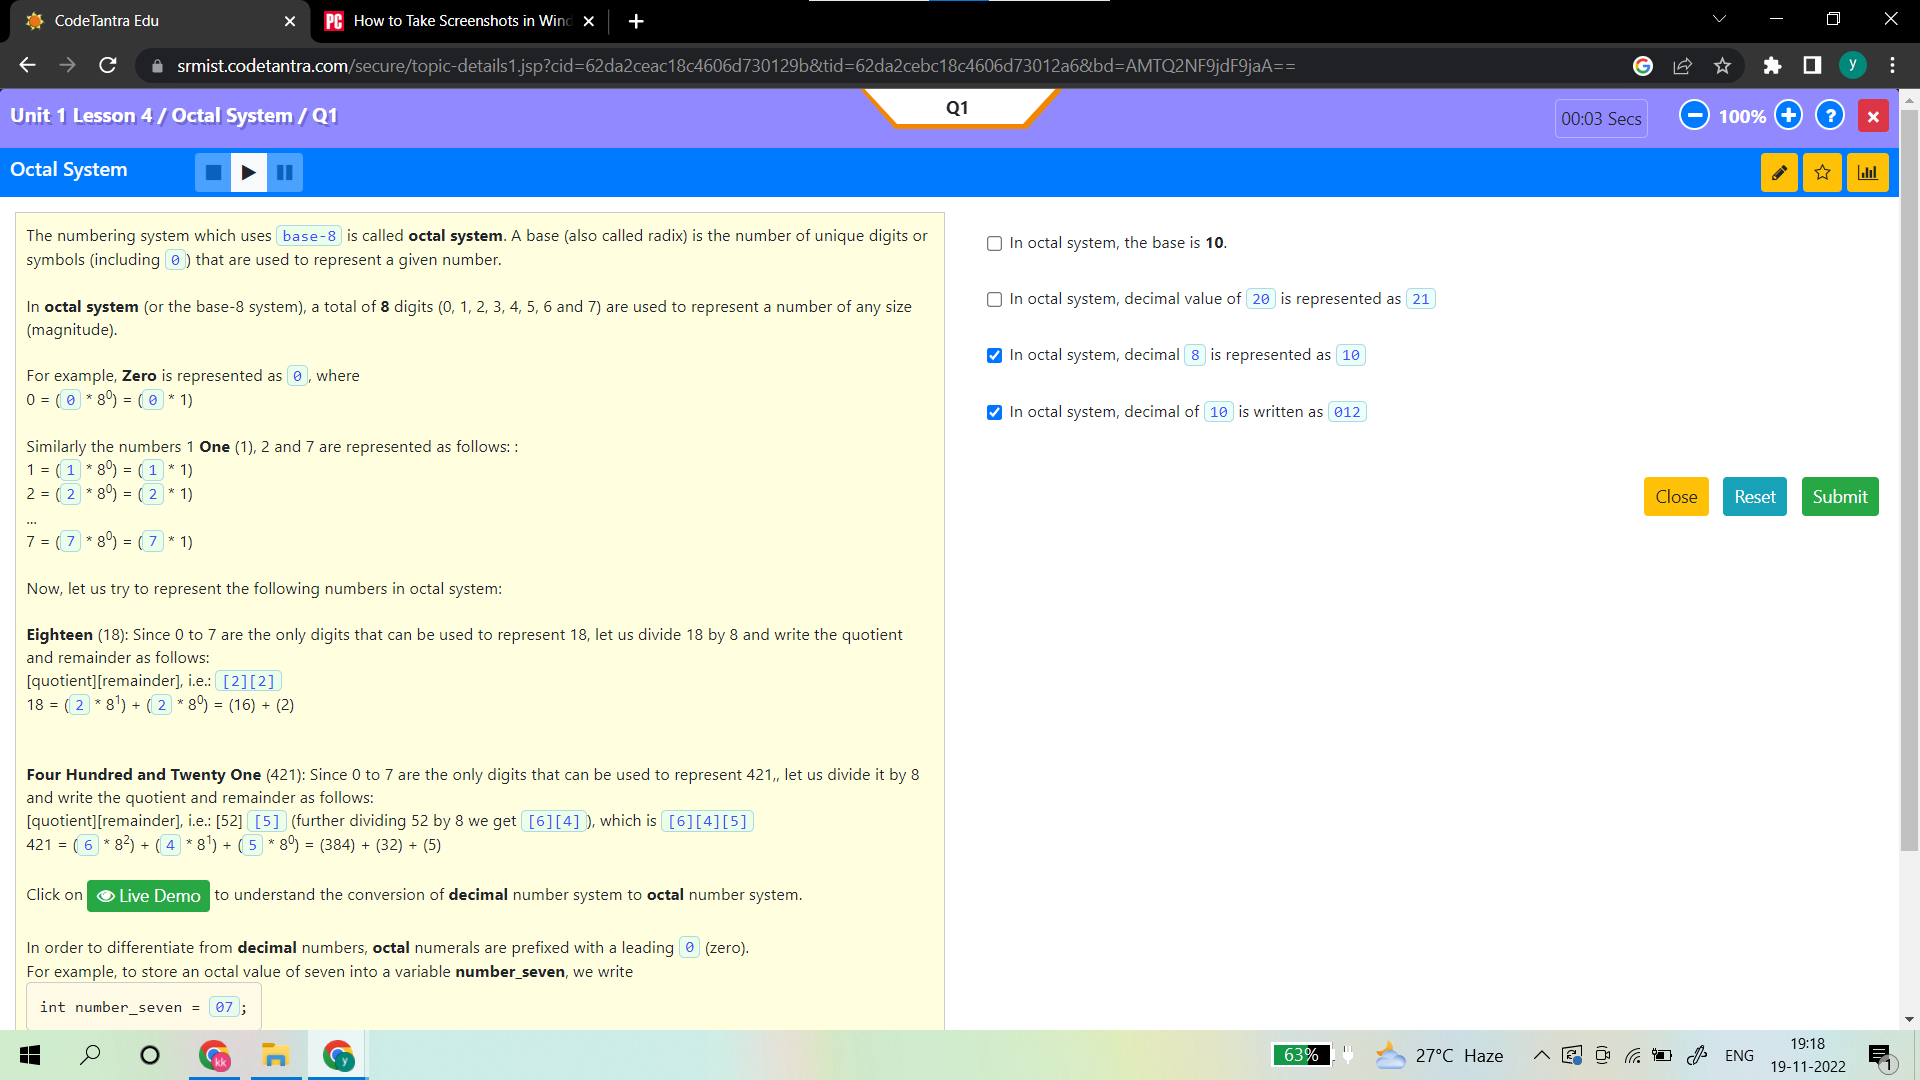 CodeTantra Edu
How to Take Screenshots in Wind
srmist.codetantra.com/secure/topic-details1.jsp?cid=62da2ceac18c4606d730129b&tid=62da2cebc18c4606d73012a6&bd=AMTQ2NF9jdF9jaA==
Unit 1 Lesson 4 / Octal System / Q1
Q1
00:03 Secs
100%
Octal System
The numbering system which uses base-8 is called octal system. A base (also called radix) is the number of unique digits or
symbols (including 0) that are used to represent a given number.
In octal system (or the base-8 system), a total of 8 digits (0, 1, 2, 3, 4, 5, 6 and 7) are used to represent a number of any size
(magnitude).
For example, Zero is represented as 0, where
0 = (0 * 8⁰) = (0 * 1)
Similarly the numbers 1 One (1), 2 and 7 are represented as follows: :
1 = (1 * 8⁰) = (1 * 1)
2 = (2 * 8⁰) = (2 * 1)
...
7 = (7 * 8⁰) = (7 * 1)
Now, let us try to represent the following numbers in octal system:
Eighteen (18): Since 0 to 7 are the only digits that can be used to represent 18, let us divide 18 by 8 and write the quotient
and remainder as follows:
[quotient][remainder], i.e.: [2][2]
18 = (2 * 8¹) + (2 * 8⁰) = (16) + (2)
Four Hundred and Twenty One (421): Since 0 to 7 are the only digits that can be used to represent 421,, let us divide it by 8
and write the quotient and remainder as follows:
[quotient][remainder], i.e.: [52] [5] (further dividing 52 by 8 we get [6][4]), which is [6][4][5]
421 = (6 * 8²) + (4 * 8¹) + (5 * 8⁰) = (384) + (32) + (5)
Click on Live Demo to understand the conversion of decimal number system to octal number system.
In order to differentiate from decimal numbers, octal numerals are prefixed with a leading 0 (zero).
For example, to store an octal value of seven into a variable number_seven, we write
int number_seven = 07;
In octal system, the base is 10.
In octal system, decimal value of 20 is represented as 21
In octal system, decimal 8 is represented as 10
In octal system, decimal of 10 is written as 012
Close
Reset
Submit
63%
27°C Haze
ENG
19:18
19-11-2022
1